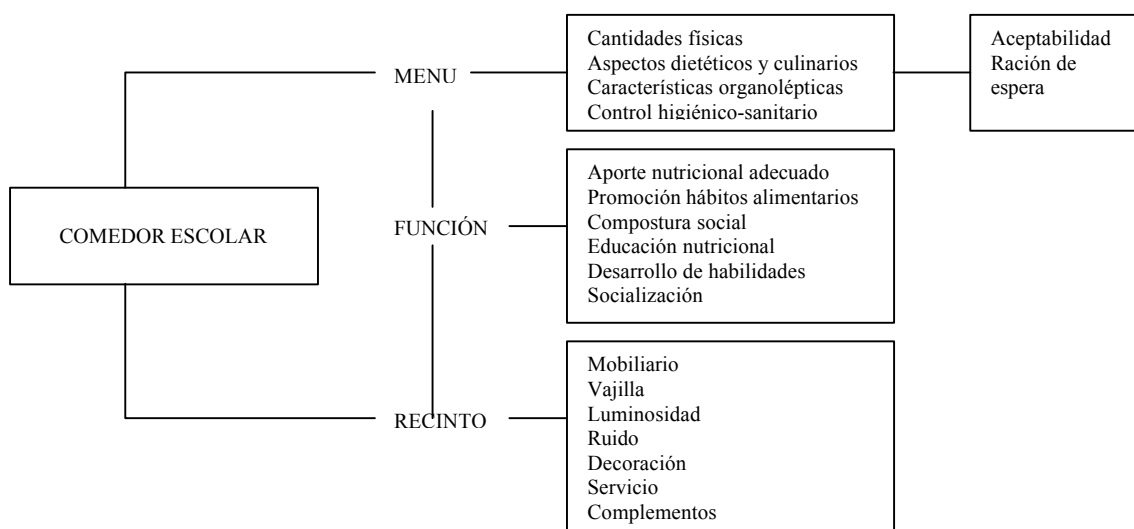 COMEDOR ESCOLAR
MENU
Cantidades físicas
Aspectos dietéticos y culinarios
Características organolépticas
Control higiénico-sanitario
Aceptabilidad
Ración de
espera
FUNCIÓN
Aporte nutricional adecuado
Promoción hábitos alimentarios
Compostura social
Educación nutricional
Desarrollo de habilidades
Socialización
RECINTO
Mobiliario
Vajilla
Luminosidad
Ruido
Decoración
Servicio
Complementos